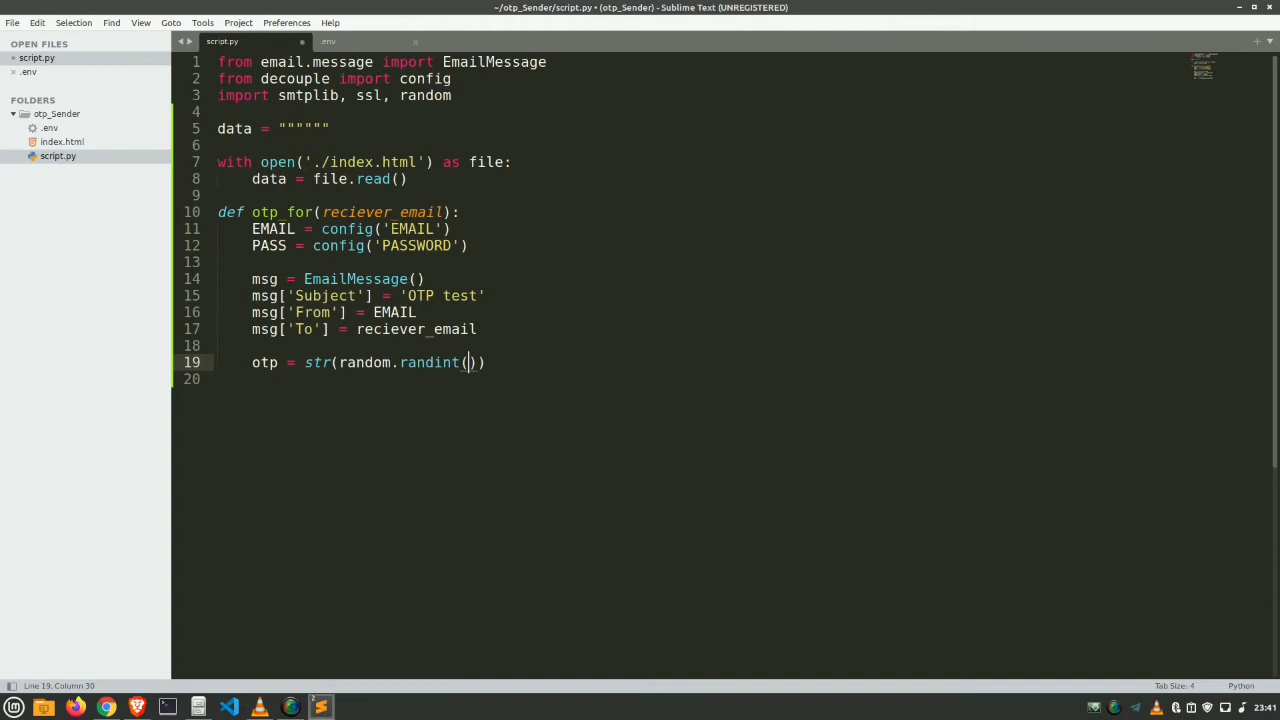 ~/otp_Sender/script.py • (otp_Sender) - Sublime Text (UNREGISTERED)
File Edit Selection Find View Goto Tools Project Preferences Help
OPEN FILES
script.py
.env
FOLDERS
otp_Sender
.env
index.html
script.py
script.py .env
1 from email.message import EmailMessage
2 from decouple import config
3 import smtplib, ssl, random
4
5 data = """"""
6
7 with open('./index.html') as file:
8 data = file.read()
9
10 def otp_for(reciever_email):
11 EMAIL = config('EMAIL')
12 PASS = config('PASSWORD')
13
14 msg = EmailMessage()
15 msg['Subject'] = 'OTP test'
16 msg['From'] = EMAIL
17 msg['To'] = reciever_email
18
19 otp = str(random.randint())
20
Line 19, Column 30 Tab Size: 4 Python
2
23:41